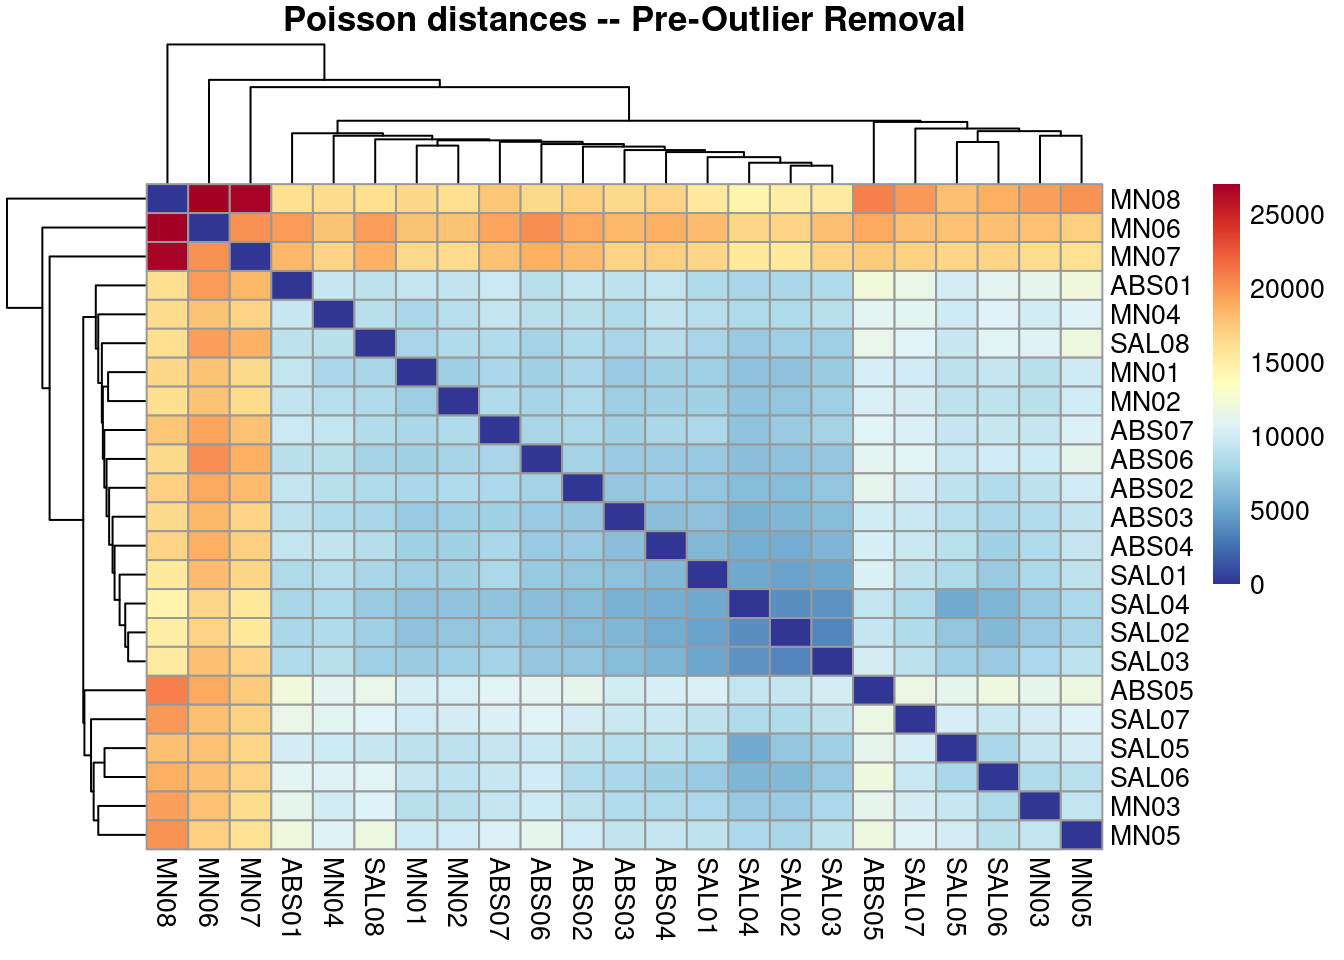 Poisson distances -- Pre-Outlier Removal
MN08
MN06
MN07
ABS01
MN04
SAL08
MN01
MN02
ABS07
ABS06
ABS02
ABS03
ABS04
SAL01
SAL04
SAL02
SAL03
ABS05
SAL07
SAL05
SAL06
MN03
MN05
25000
20000
15000
10000
5000
0
MN08
MN06
MN07
ABS01
MN04
SAL08
MN01
MN02
ABS07
ABS06
ABS02
ABS03
ABS04
SAL01
SAL04
SAL02
SAL03
ABS05
SAL07
SAL05
SAL06
MN03
MN05